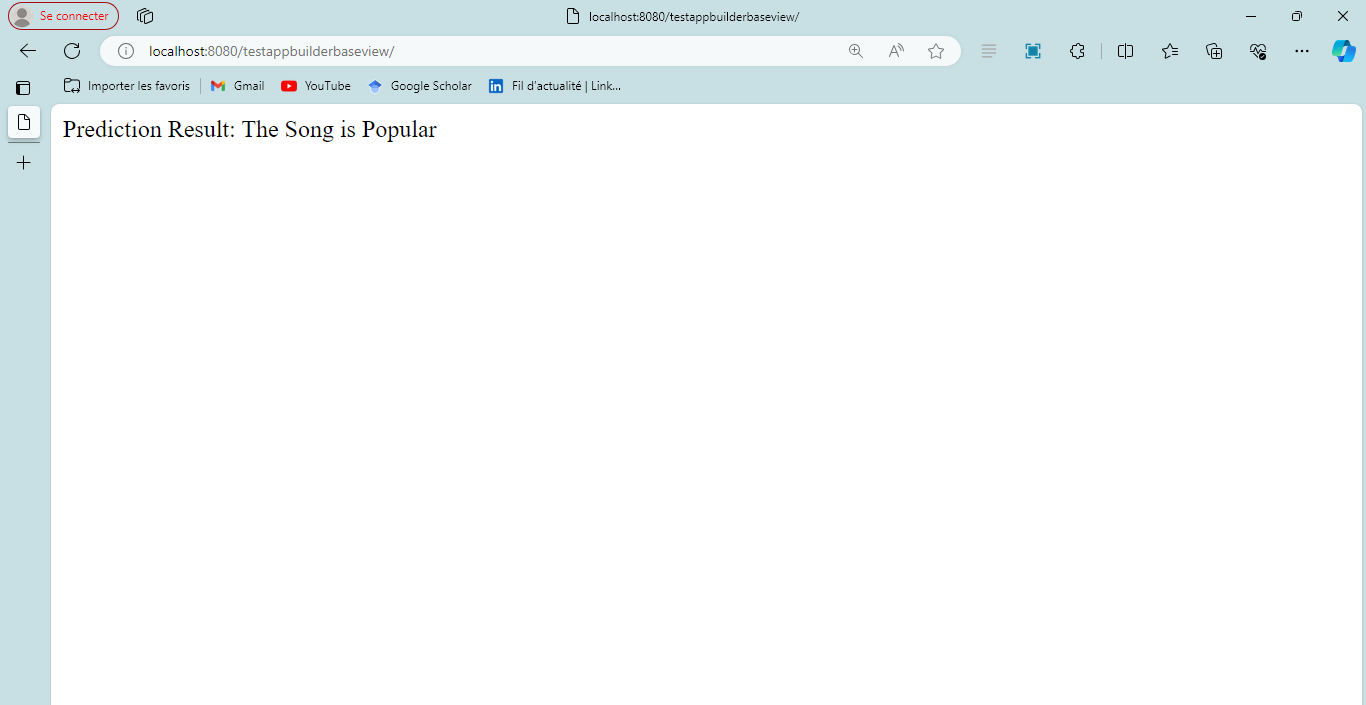 Se connecter
localhost:8080/testappbuilderbaseview/
localhost:8080/testappbuilderbaseview/
Importer les favoris
Gmail
YouTube
Google Scholar
in Fil d'actualité | Link...
Prediction Result: The Song is Popular